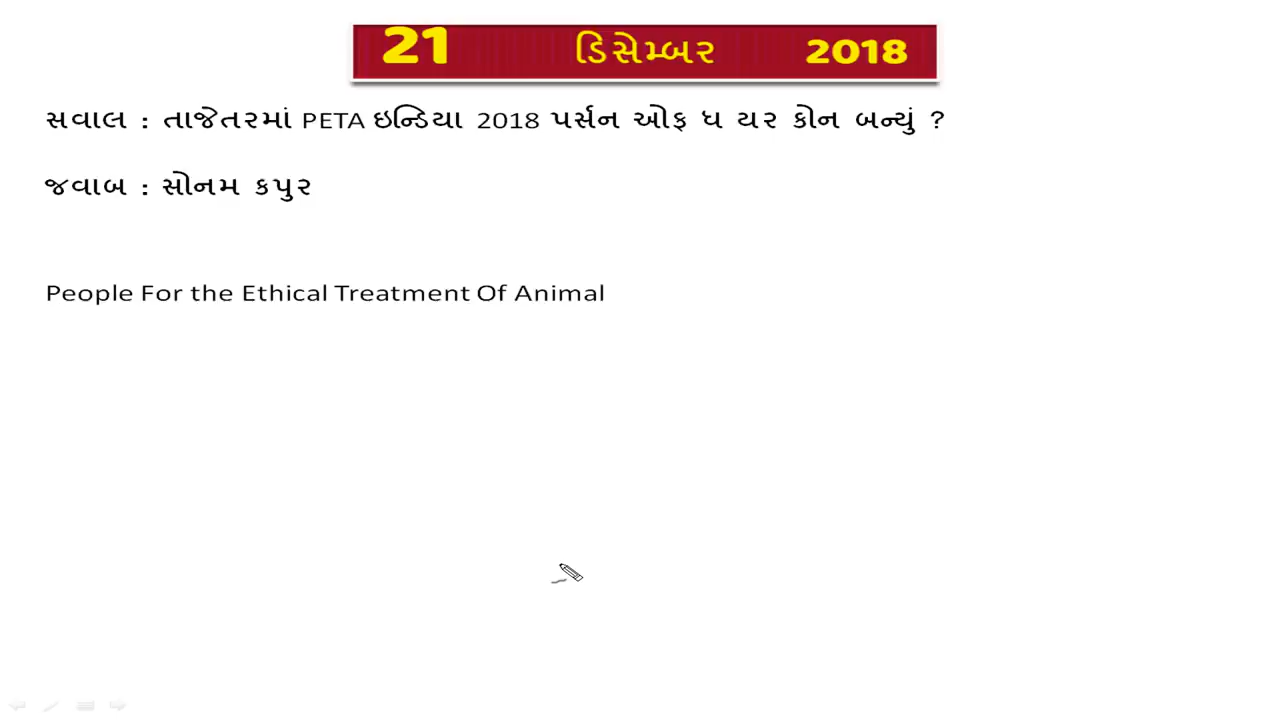 21 ડિસેમ્બર 2018
સવાલ : તાજેતરમાં PETA ઇન્ડિયા 2018 પર્સન ઓફ ધ યર કોન બન્યું ?
જવાબ : સોનમ કપુર
People For the Ethical Treatment Of Animal